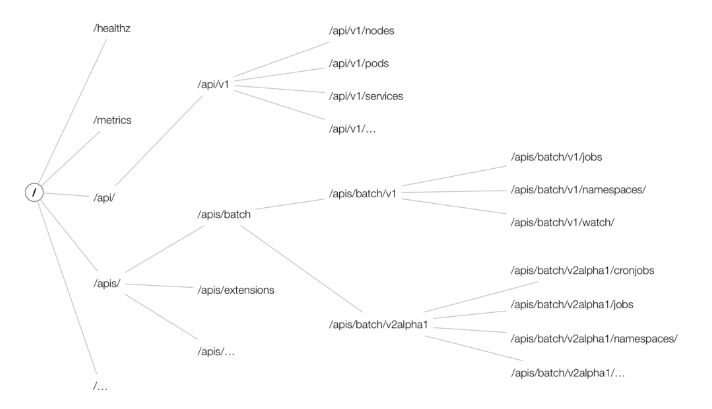 /healthz
/api/v1/nodes
/api/v1/pods
/api/v1
/api/v1/services
/metrics
/api/v1/…
/apis/batch/v1/jobs
/
/api/
/apis/batch/v1
/apis/batch/v1/namespaces/
/apis/batch
/apis/batch/v1/watch/
/apis/batch/v2alpha1/cronjobs
/apis/
/apis/extensions
/apis/batch/v2alpha1/jobs
/apis/batch/v2alpha1
/apis/batch/v2alpha1/namespaces/
/apis/…
/apis/batch/v2alpha1/…
/…